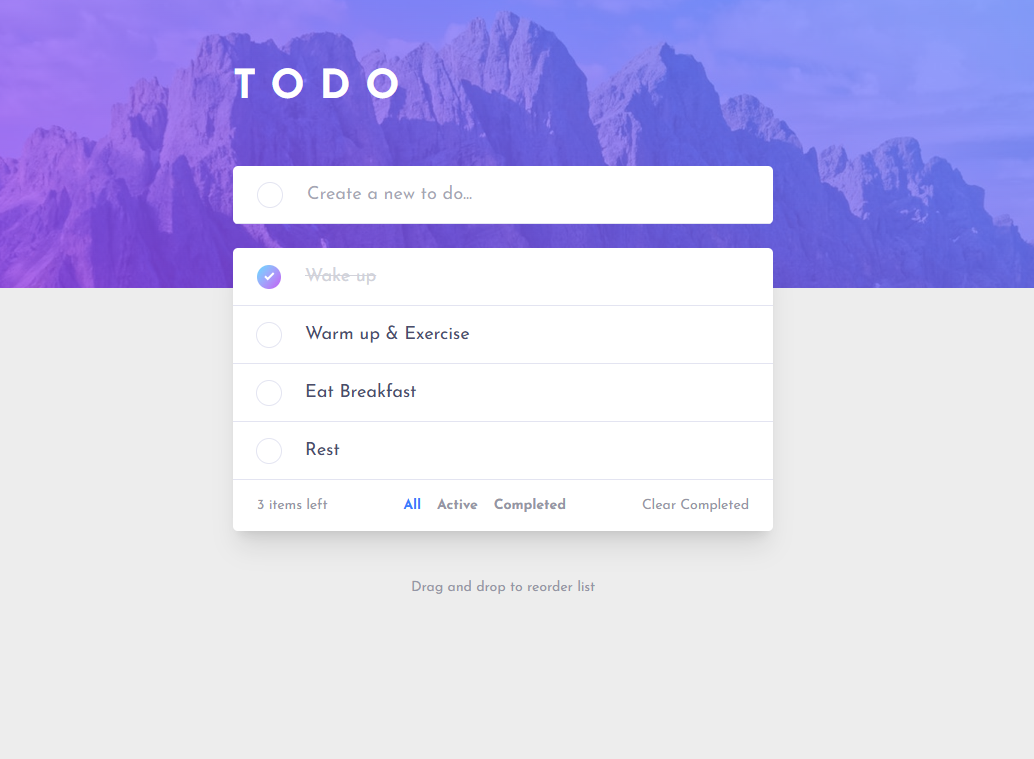 TODO
Create a new to do...
Wake up
Warm up & Exercise
Eat Breakfast
Rest
3 items left All Active Completed Clear Completed
Drag and drop to reorder list